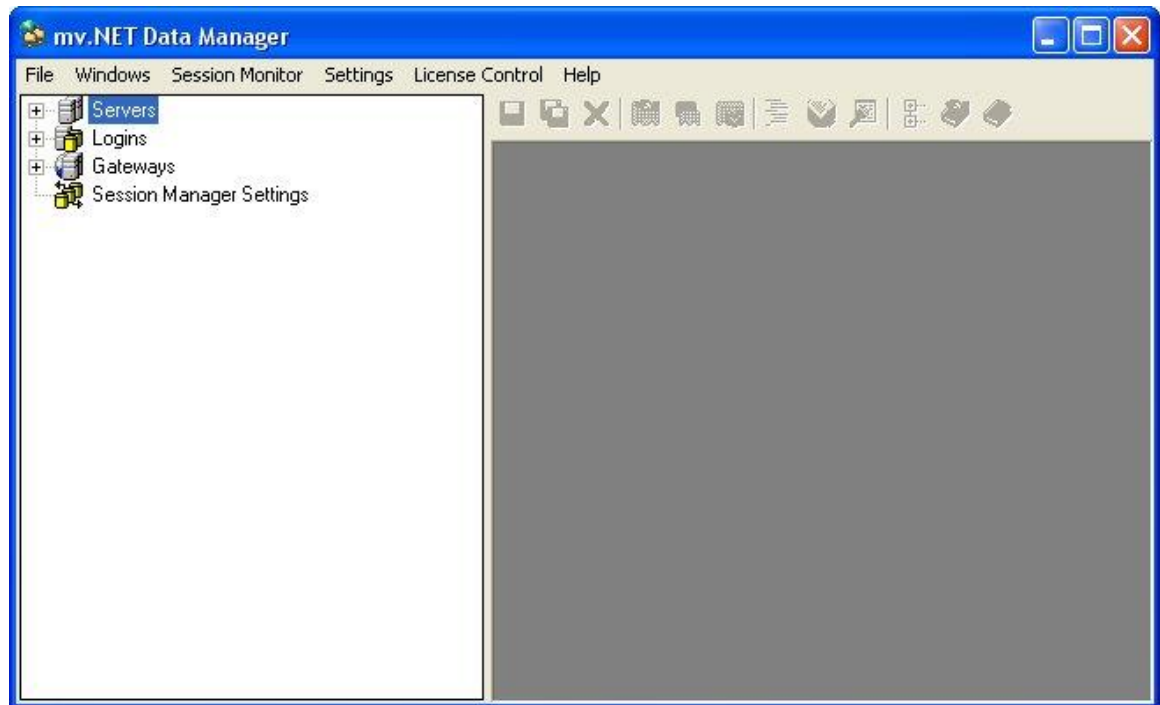 mv.NET Data Manager
File Windows Session Monitor Settings License Control Help
Servers
Logins
Gateways
Session Manager Settings